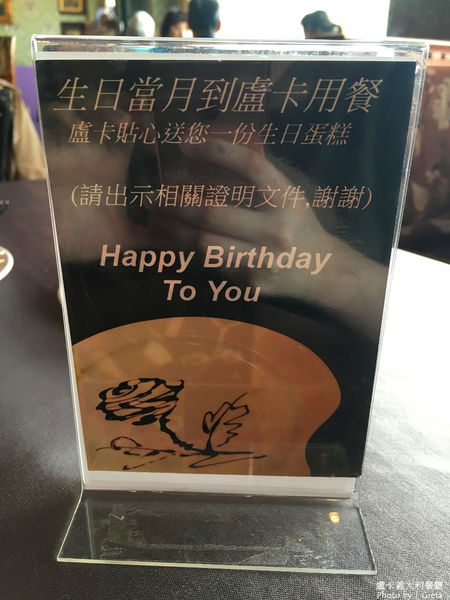 生日當月到盧卡用餐
盧卡貼心送您一份生日蛋糕
(請出示相關證明文件,謝謝)
Happy Birthday
To You
盧卡義大利餐廳
Photo by | Greta